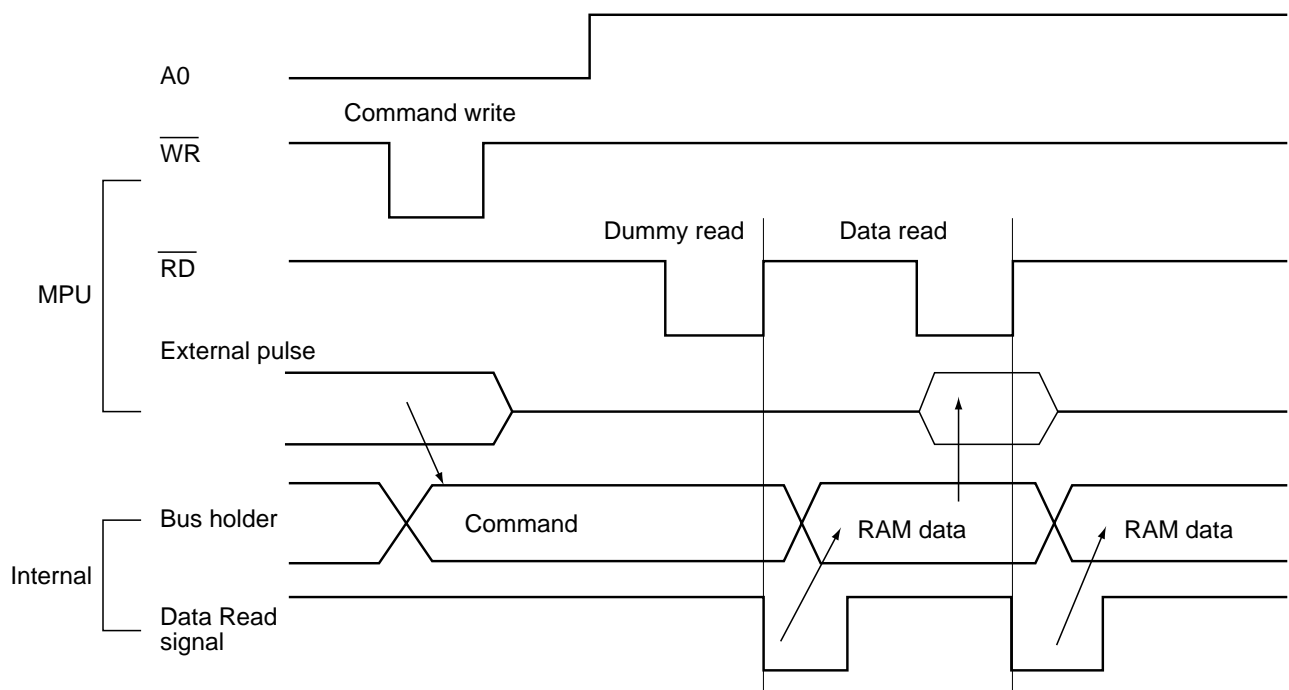 A0
Command write
WR
Dummy read
Data read
RD
MPU
External pulse
Bus holder
Command
RAM data
RAM data
Internal
Data Read
signal